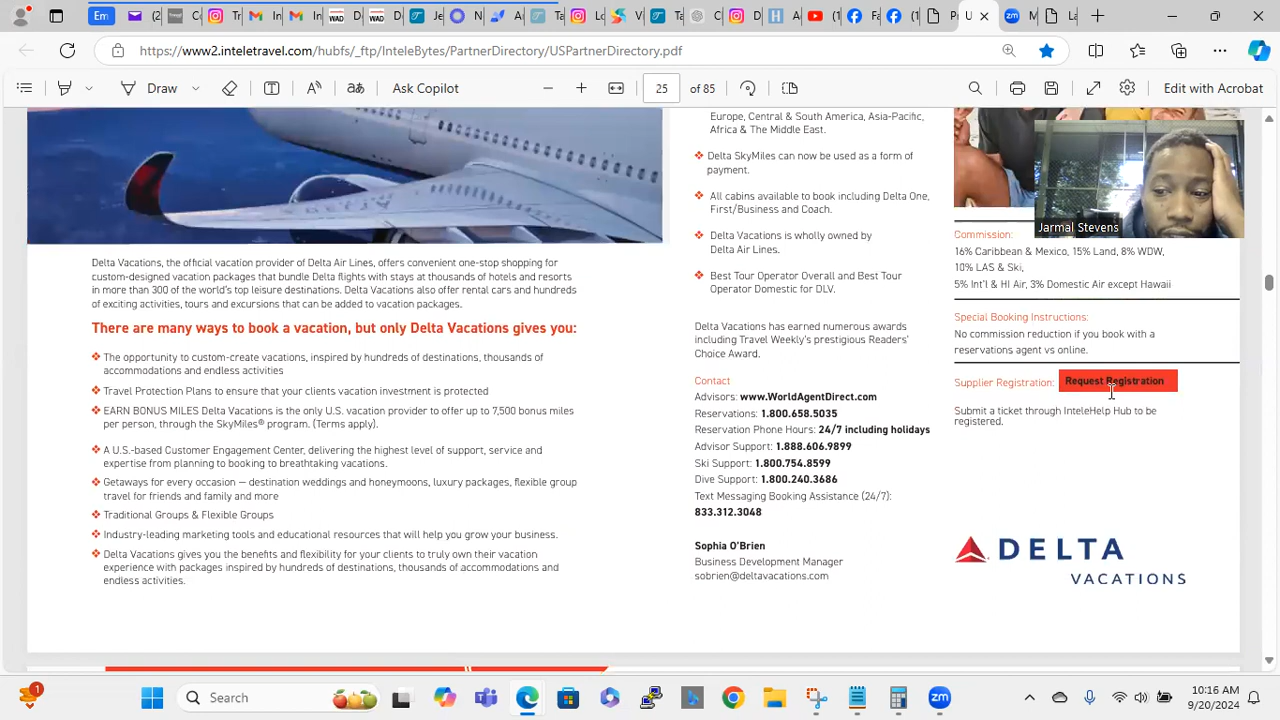 https://www2.inteletravel.com/hubfs/_ftp/InteleBytes/PartnerDirectory/USPartnerDirectory.pdf
Draw
Ask Copilot
25 of 85
Edit with Acrobat
Delta Vacations, the official vacation provider of Delta Air Lines, offers convenient one-stop shopping for
custom-designed vacation packages that bundle Delta flights with stays at thousands of hotels and resorts
in more than 300 of the world's top leisure destinations. Delta Vacations also offer rental cars and hundreds
of exciting activities, tours and excursions that can be added to vacation packages.
There are many ways to book a vacation, but only Delta Vacations gives you:
The opportunity to custom-create vacations, inspired by hundreds of destinations, thousands of
accommodations and endless activities
Travel Protection Plans to ensure that your clients vacation investment is protected
EARN BONUS MILES Delta Vacations is the only U.S. vacation provider to offer up to 7,500 bonus miles
per person, through the SkyMiles® program. (Terms apply).
A U.S.-based Customer Engagement Center, delivering the highest level of support, service and
expertise from planning to booking to breathtaking vacations.
Getaways for every occasion — destination weddings and honeymoons, luxury packages, flexible group
travel for friends and family and more
Traditional Groups & Flexible Groups
Industry-leading marketing tools and educational resources that will help you grow your business.
Delta Vacations gives you the benefits and flexibility for your clients to truly own their vacation
experience with packages inspired by hundreds of destinations, thousands of accommodations and
endless activities.
Europe, Central & South America, Asia-Pacific,
Africa & The Middle East.
Delta SkyMiles can now be used as a form of
payment.
All cabins available to book including Delta One,
First/Business and Coach.
Delta Vacations is wholly owned by
Delta Air Lines.
Best Tour Operator Overall and Best Tour
Operator Domestic for DLV.
Delta Vacations has earned numerous awards
including Travel Weekly's prestigious Readers'
Choice Award.
Contact
Advisors: www.WorldAgentDirect.com
Reservations: 1.800.658.5035
Reservation Phone Hours: 24/7 including holidays
Advisor Support: 1.888.606.9899
Ski Support: 1.800.754.8599
Dive Support: 1.800.240.3686
Text Messaging Booking Assistance (24/7):
833.312.3048
Sophia O'Brien
Business Development Manager
sobrien@deltavacations.com
Jarmal Stevens
Commission:
16% Caribbean & Mexico, 15% Land, 8% WDW,
10% LAS & Ski,
5% Int'l & HI Air, 3% Domestic Air except Hawaii
Special Booking Instructions:
No commission reduction if you book with a
reservations agent vs online.
Supplier Registration: Request Registration
Submit a ticket through InteleHelp Hub to be
registered.
DELTA
VACATIONS
Search
10:16 AM
9/20/2024